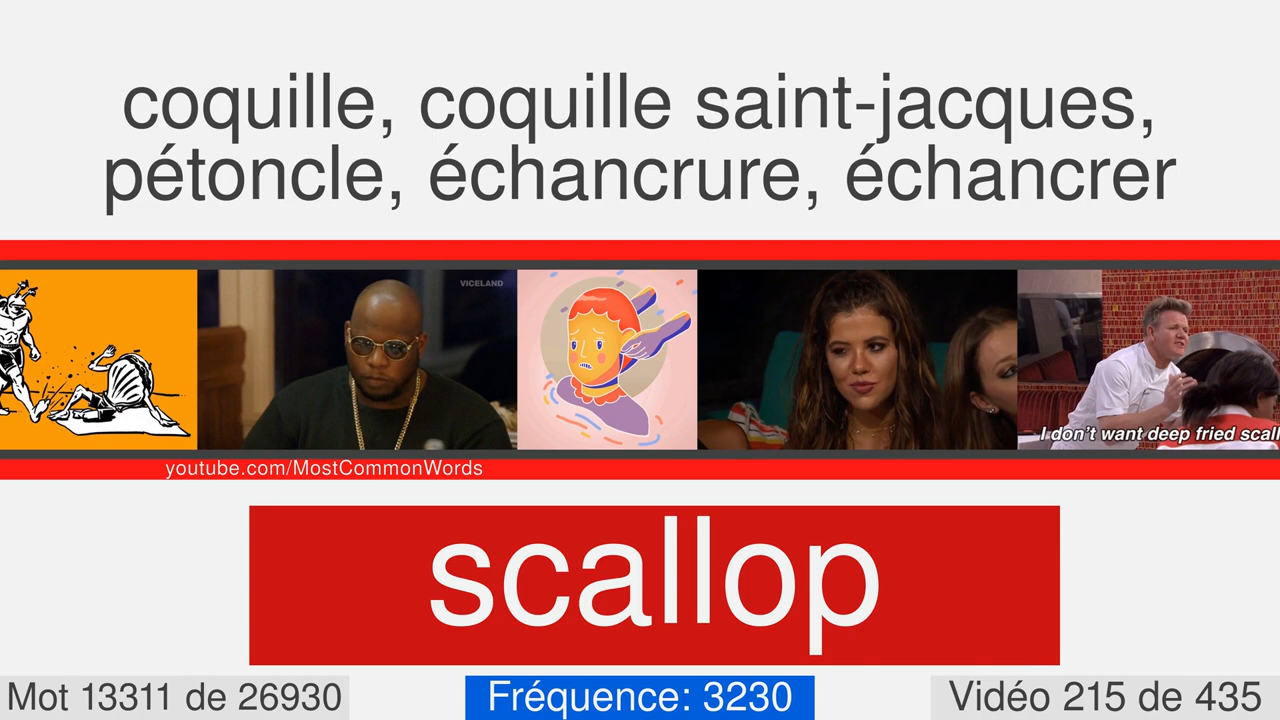 coquille, coquille saint-jacques,
pétoncle, échancrure, échancrer
VICELAND
I don't want deep fried scall
youtube.com/MostCommonWords
scallop
Mot 13311 de 26930
Fréquence: 3230
Vidéo 215 de 435